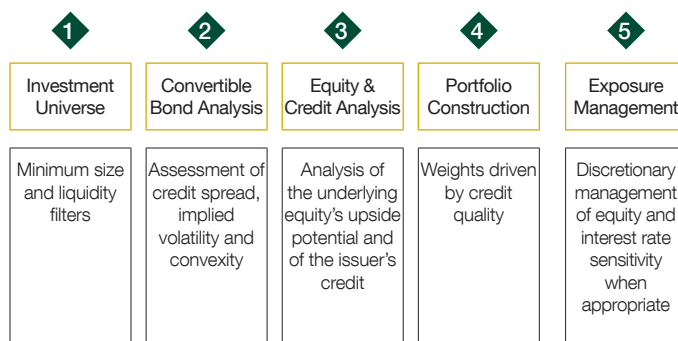 1
2
3
4
5
Investment
Universe
Convertible
Bond Analysis
Equity &
Credit Analysis
Portfolio
Construction
Exposure
Management
Minimum size
and liquidity
filters
Assessment of
credit spread,
implied
volatility and
convexity
Analysis of
the underlying
equity's upside
potential and
of the issuer's
credit
Weights driven
by credit
quality
Discretionary
management
of equity and
interest rate
sensitivity
when
appropriate